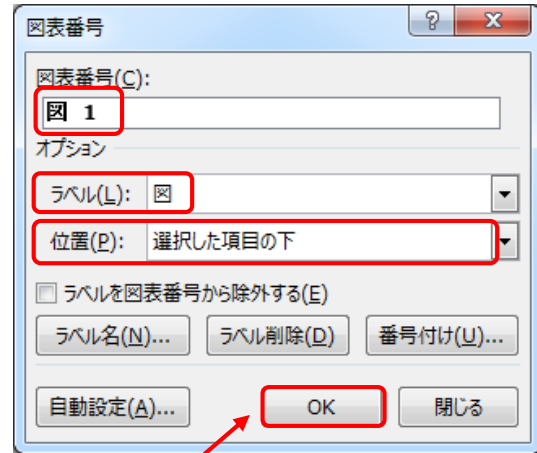 図表番号
図表番号(C):
図 1
オプション
ラベル(L): 図
位置(P): 選択した項目の下
ラベルを図表番号から除外する(E)
ラベル名(N)... ラベル削除(D) 番号付け(U)...
自動設定(A)... OK 閉じる